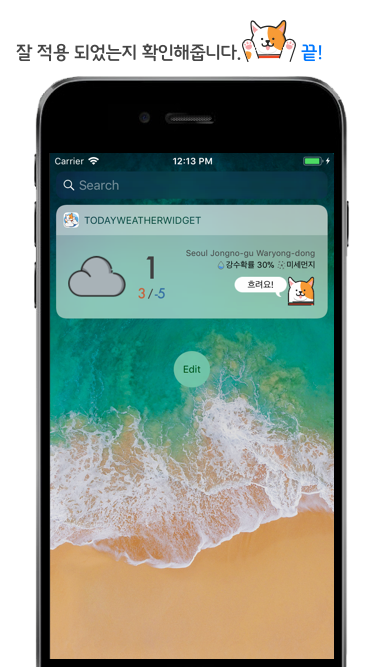 잘 적용 되었는지 확인해줍니다. 끝!
Carrier 12:13 PM
Search
TODAYWEATHERWIDGET
Seoul Jongno-gu Waryong-dong
1
강수확률 30% 미세먼지
3/-5
흐려요!
Edit